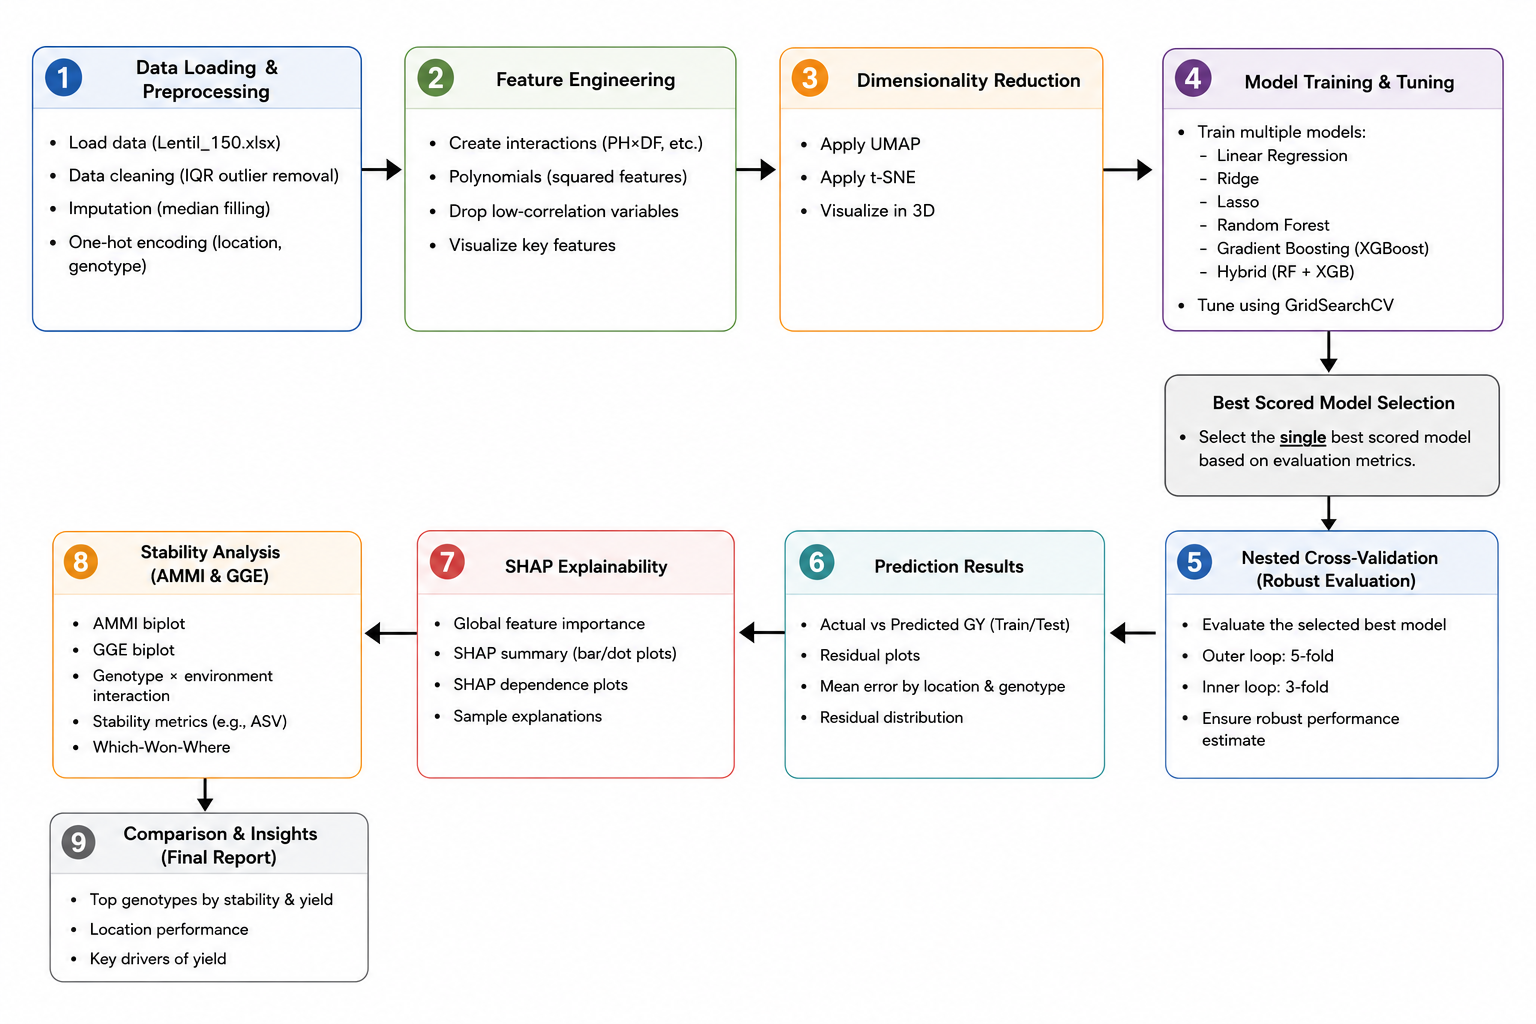 1
Data Loading &
Preprocessing
• Load data (Lentil_150.xlsx)
• Data cleaning (IQR outlier removal)
• Imputation (median filling)
• One-hot encoding (location,
genotype)
2
Feature Engineering
• Create interactions (PH×DF, etc.)
• Polynomials (squared features)
• Drop low-correlation variables
• Visualize key features
3
Dimensionality Reduction
• Apply UMAP
• Apply t-SNE
• Visualize in 3D
4
Model Training & Tuning
• Train multiple models:
– Linear Regression
– Ridge
– Lasso
– Random Forest
– Gradient Boosting (XGBoost)
– Hybrid (RF + XGB)
• Tune using GridSearchCV
Best Scored Model Selection
• Select the single best scored model
based on evaluation metrics.
5
Nested Cross-Validation
(Robust Evaluation)
• Evaluate the selected best model
• Outer loop: 5-fold
• Inner loop: 3-fold
• Ensure robust performance
estimate
6
Prediction Results
• Actual vs Predicted GY (Train/Test)
• Residual plots
• Mean error by location & genotype
• Residual distribution
7
SHAP Explainability
• Global feature importance
• SHAP summary (bar/dot plots)
• SHAP dependence plots
• Sample explanations
8
Stability Analysis
(AMMI & GGE)
• AMMI biplot
• GGE biplot
• Genotype × environment
interaction
• Stability metrics (e.g., ASV)
• Which-Won-Where
9
Comparison & Insights
(Final Report)
• Top genotypes by stability & yield
• Location performance
• Key drivers of yield